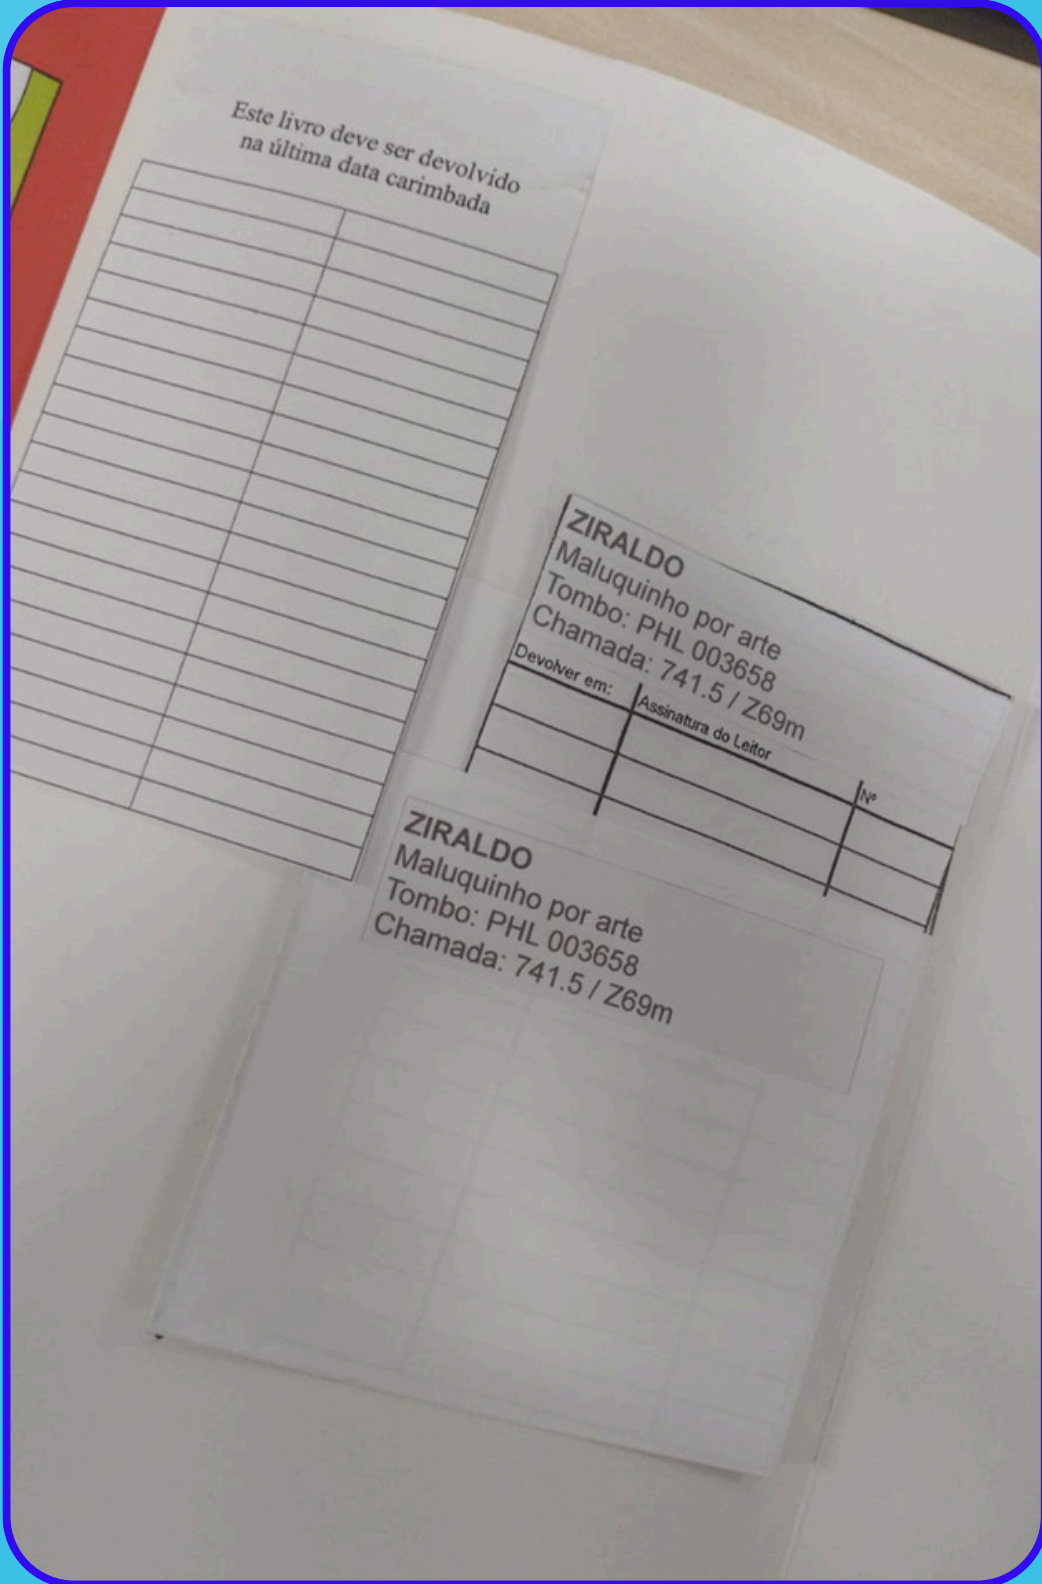 Este livro deve ser devolvido
na última data carimbada
ZIRALDO
Maluquinho por arte
Tombo: PHL 003658
Chamada: 741.5 / Z69m
Devolver em: Assinatura do Leitor Nº
ZIRALDO
Maluquinho por arte
Tombo: PHL 003658
Chamada: 741.5 / Z69m